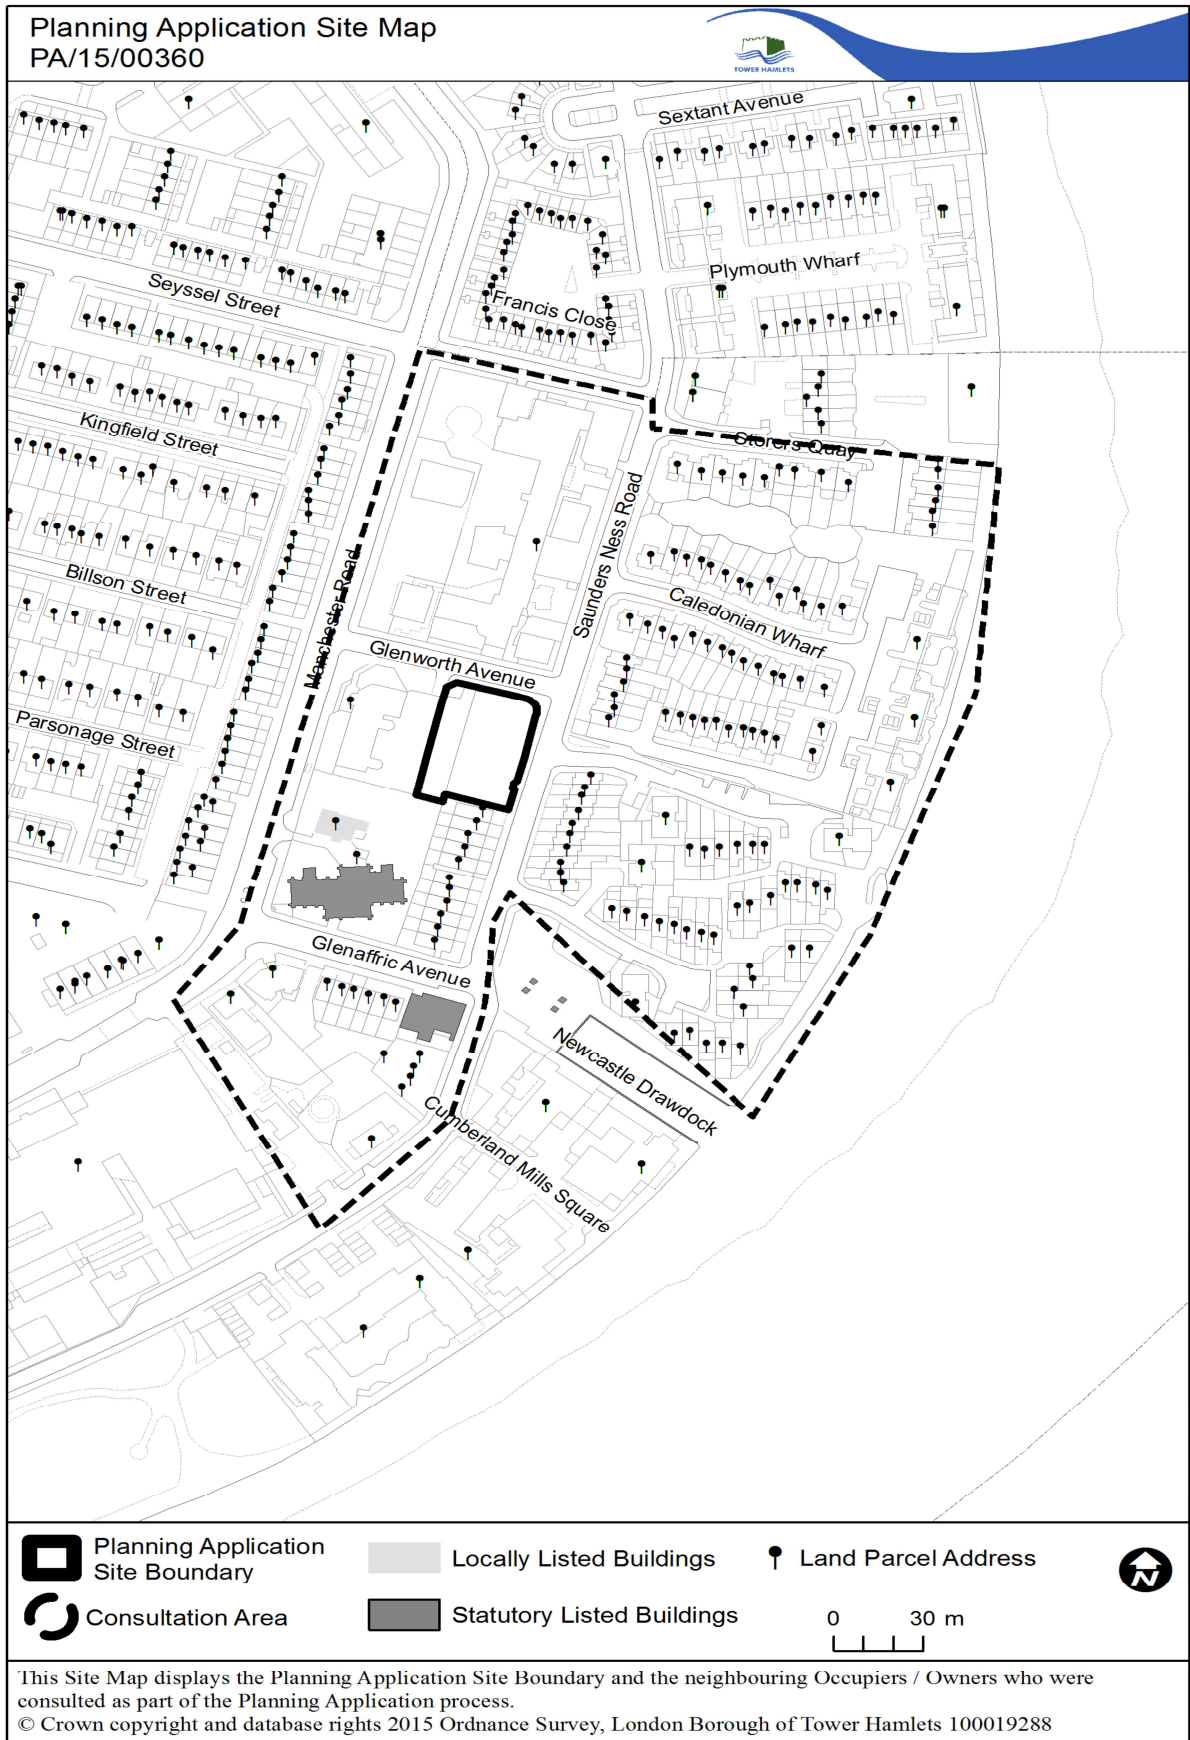 Planning Application Site Map
PA/15/00360
TOWER HAMLETS
Sextant Avenue
Plymouth Wharf
Seyssel Street
Francis Close
Kingfield Street
Storers Quay
Saunders Ness Road
Billson Street
Manchester Road
Caledonian Wharf
Glenworth Avenue
Parsonage Street
Glenaffric Avenue
Newcastle Drawdock
Cumberland Mills Square
Planning Application
Site Boundary
Consultation Area
Locally Listed Buildings
Statutory Listed Buildings
Land Parcel Address
N
0 30 m
This Site Map displays the Planning Application Site Boundary and the neighbouring Occupiers / Owners who were
consulted as part of the Planning Application process.
© Crown copyright and database rights 2015 Ordnance Survey, London Borough of Tower Hamlets 100019288